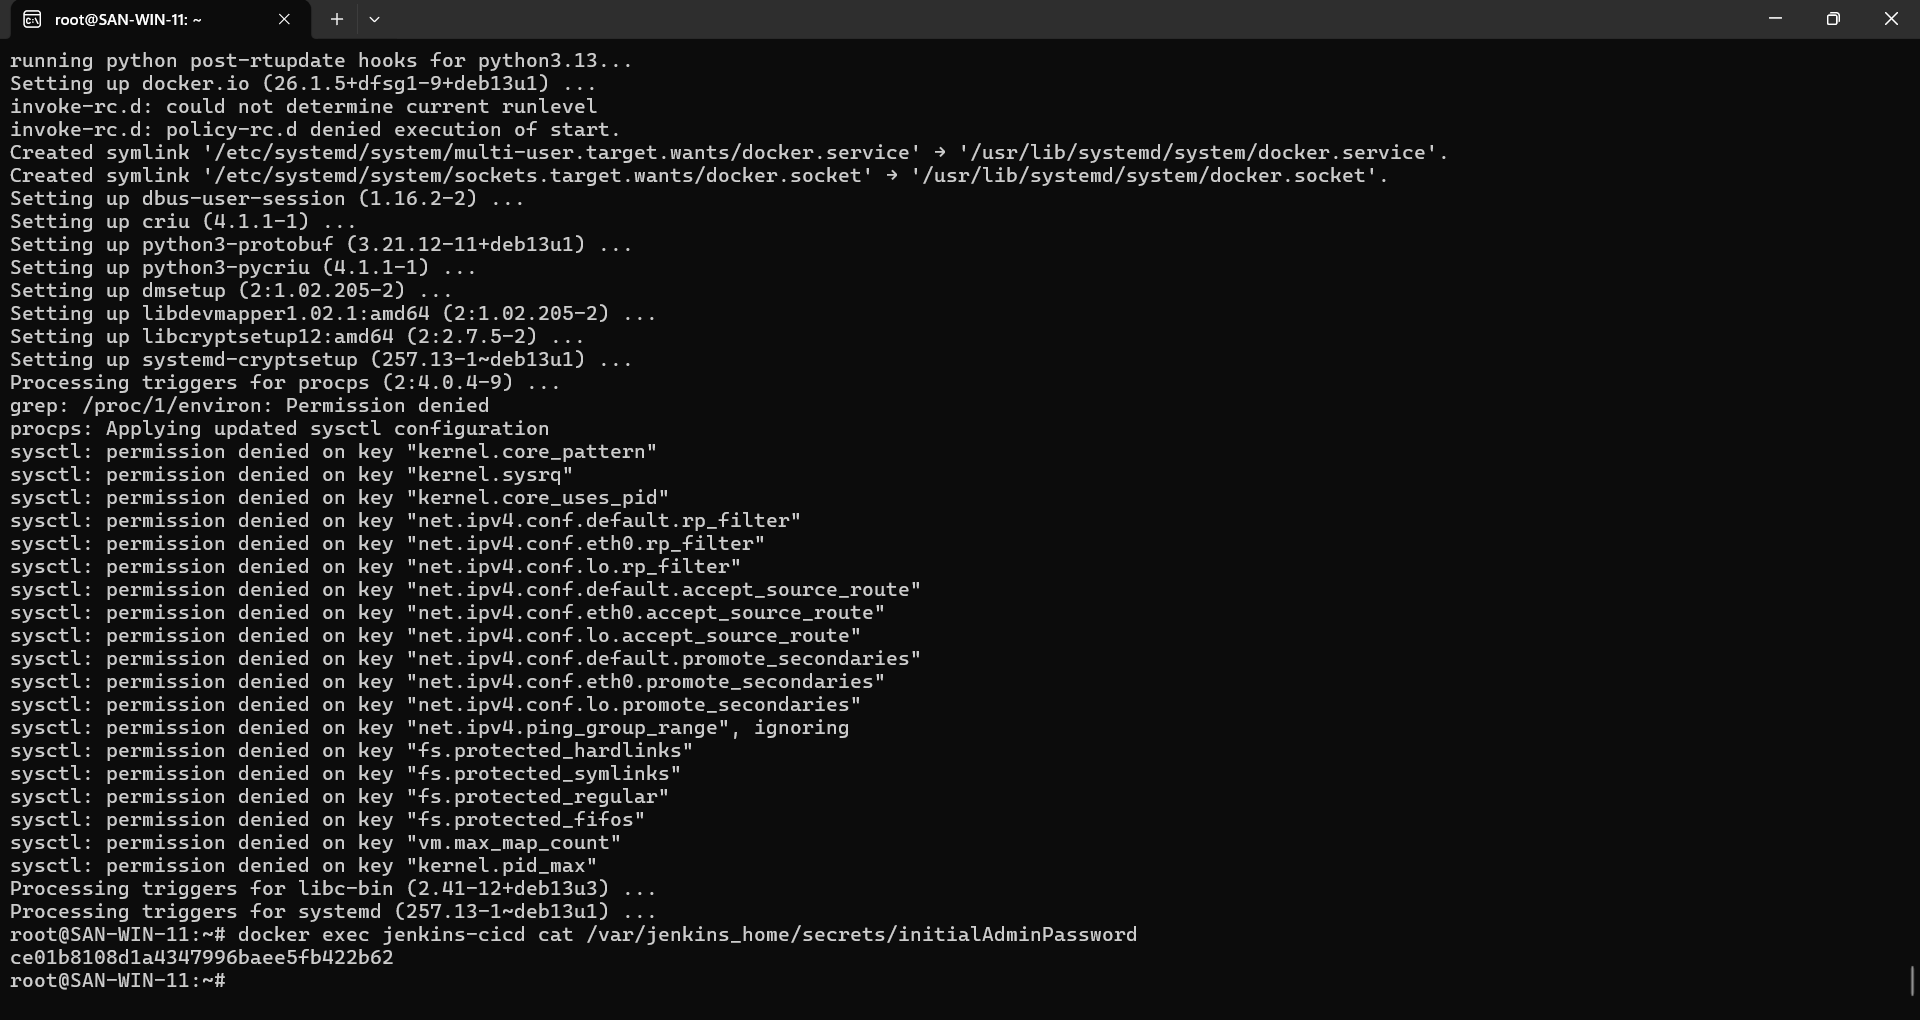 root@SAN-WIN-11: ~
running python post-rtupdate hooks for python3.13...
Setting up docker.io (26.1.5+dfsg1-9+deb13u1) ...
invoke-rc.d: could not determine current runlevel
invoke-rc.d: policy-rc.d denied execution of start.
Created symlink '/etc/systemd/system/multi-user.target.wants/docker.service' → '/usr/lib/systemd/system/docker.service'.
Created symlink '/etc/systemd/system/sockets.target.wants/docker.socket' → '/usr/lib/systemd/system/docker.socket'.
Setting up dbus-user-session (1.16.2-2) ...
Setting up criu (4.1.1-1) ...
Setting up python3-protobuf (3.21.12-11+deb13u1) ...
Setting up python3-pycriu (4.1.1-1) ...
Setting up dmsetup (2:1.02.205-2) ...
Setting up libdevmapper1.02.1:amd64 (2:1.02.205-2) ...
Setting up libcryptsetup12:amd64 (2:2.7.5-2) ...
Setting up systemd-cryptsetup (257.13-1~deb13u1) ...
Processing triggers for procps (2:4.0.4-9) ...
grep: /proc/1/environ: Permission denied
procps: Applying updated sysctl configuration
sysctl: permission denied on key "kernel.core_pattern"
sysctl: permission denied on key "kernel.sysrq"
sysctl: permission denied on key "kernel.core_uses_pid"
sysctl: permission denied on key "net.ipv4.conf.default.rp_filter"
sysctl: permission denied on key "net.ipv4.conf.eth0.rp_filter"
sysctl: permission denied on key "net.ipv4.conf.lo.rp_filter"
sysctl: permission denied on key "net.ipv4.conf.default.accept_source_route"
sysctl: permission denied on key "net.ipv4.conf.eth0.accept_source_route"
sysctl: permission denied on key "net.ipv4.conf.lo.accept_source_route"
sysctl: permission denied on key "net.ipv4.conf.default.promote_secondaries"
sysctl: permission denied on key "net.ipv4.conf.eth0.promote_secondaries"
sysctl: permission denied on key "net.ipv4.conf.lo.promote_secondaries"
sysctl: permission denied on key "net.ipv4.ping_group_range", ignoring
sysctl: permission denied on key "fs.protected_hardlinks"
sysctl: permission denied on key "fs.protected_symlinks"
sysctl: permission denied on key "fs.protected_regular"
sysctl: permission denied on key "fs.protected_fifos"
sysctl: permission denied on key "vm.max_map_count"
sysctl: permission denied on key "kernel.pid_max"
Processing triggers for libc-bin (2.41-12+deb13u3) ...
Processing triggers for systemd (257.13-1~deb13u1) ...
root@SAN-WIN-11:~# docker exec jenkins-cicd cat /var/jenkins_home/secrets/initialAdminPassword
ce01b8108d1a4347996baee5fb422b62
root@SAN-WIN-11:~#